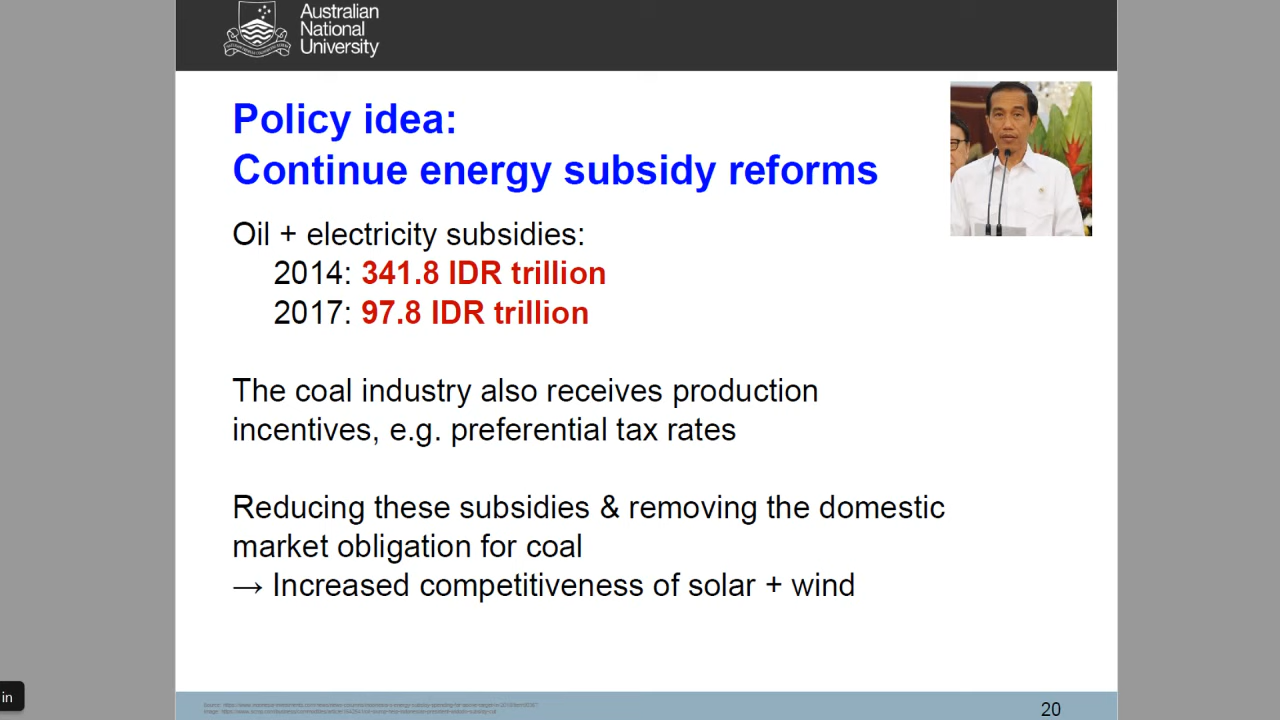 Australian
National
University
Policy idea:
Continue energy subsidy reforms
Oil + electricity subsidies:
2014: 341.8 IDR trillion
2017: 97.8 IDR trillion
The coal industry also receives production
incentives, e.g. preferential tax rates
Reducing these subsidies & removing the domestic
market obligation for coal
→ Increased competitiveness of solar + wind
in
20